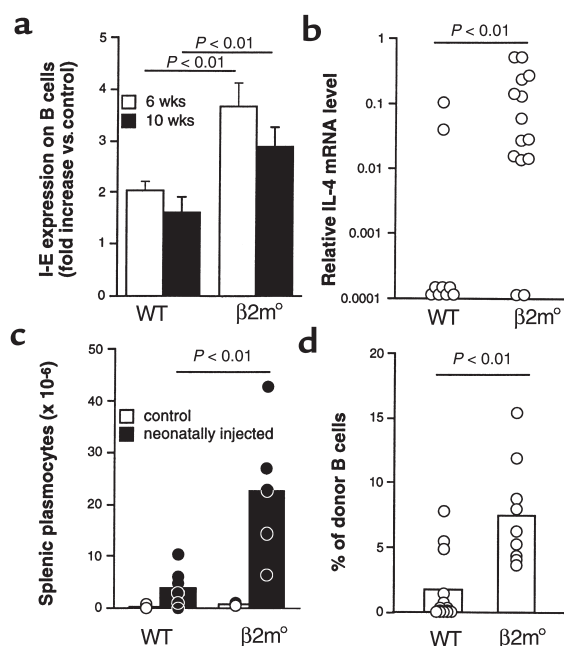 a
I-E expression on B cells
(fold increase vs. control)
5
4
3
2
1
0
P < 0.01
P < 0.01
6 wks
10 wks
WT
β2m°
b
Relative IL-4 mRNA level
1
0.1
0.01
0.001
0.0001
P < 0.01
WT
β2m°
c
Splenic plasmocytes (x 10-6)
50
40
30
20
10
0
P < 0.01
control
neonatally injected
WT
β2m°
d
% of donor B cells
20
15
10
5
0
P < 0.01
WT
β2m°